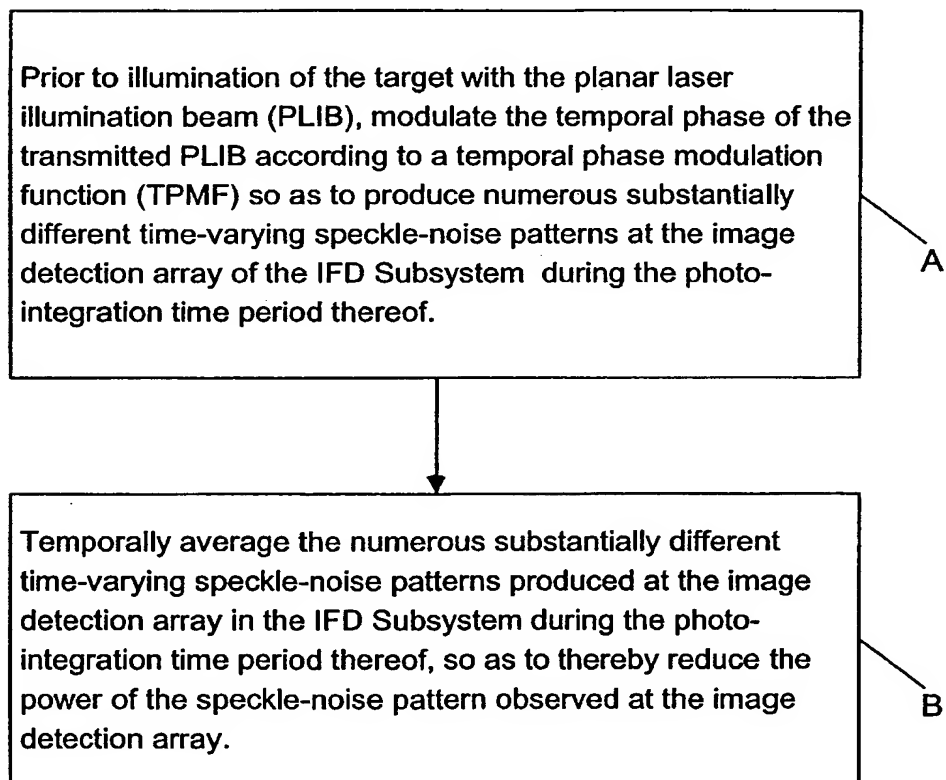 Prior to illumination of the target with the planar laser
illumination beam (PLIB), modulate the temporal phase of the
transmitted PLIB according to a temporal phase modulation
function (TPMF) so as to produce numerous substantially
different time-varying speckle-noise patterns at the image
detection array of the IFD Subsystem during the photo-
integration time period thereof.
A
Temporally average the numerous substantially different
time-varying speckle-noise patterns produced at the image
detection array in the IFD Subsystem during the photo-
integration time period thereof, so as to thereby reduce the
power of the speckle-noise pattern observed at the image
detection array.
B